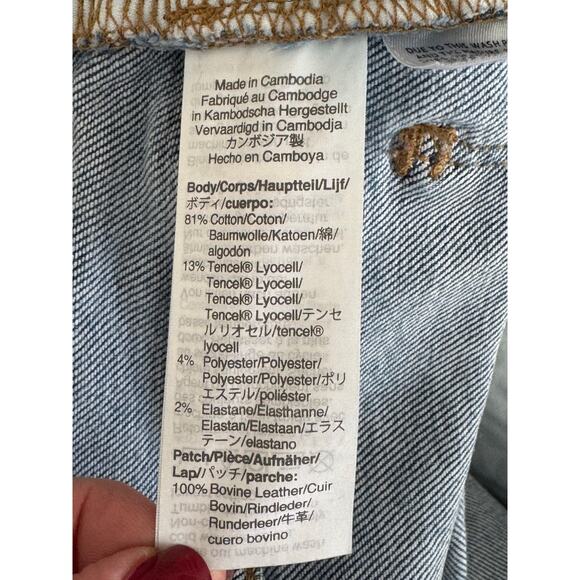 Made in Cambodia
Fabriqué au Cambodge
in Kambodscha Hergestellt
Vervaardigd in Cambodja
カンボジア製
Hecho en Camboya
Body/Corps/Hauptteil/Lijf/
ボディ/cuerpo:
81% Cotton/Coton/
Baumwolle/Katoen/綿/
algodón
13% Tencel® Lyocell/
Tencel® Lyocell/
Tencel® Lyocell/
Tencel® Lyocell/テンセ
ル リオセル/tencel®
lyocell
4% Polyester/Polyester/
Polyester/Polyester/ポリ
エステル/poliéster
2% Elastane/Élasthanne/
Elastan/Elastaan/エラス
テーン/elastano
Patch/Pièce/Aufnäher/
Lap/パッチ/parche:
100% Bovine Leather/Cuir
Bovin/Rindleder/
Runderleer/牛革/
cuero bovino
DUE TO THIS WASH